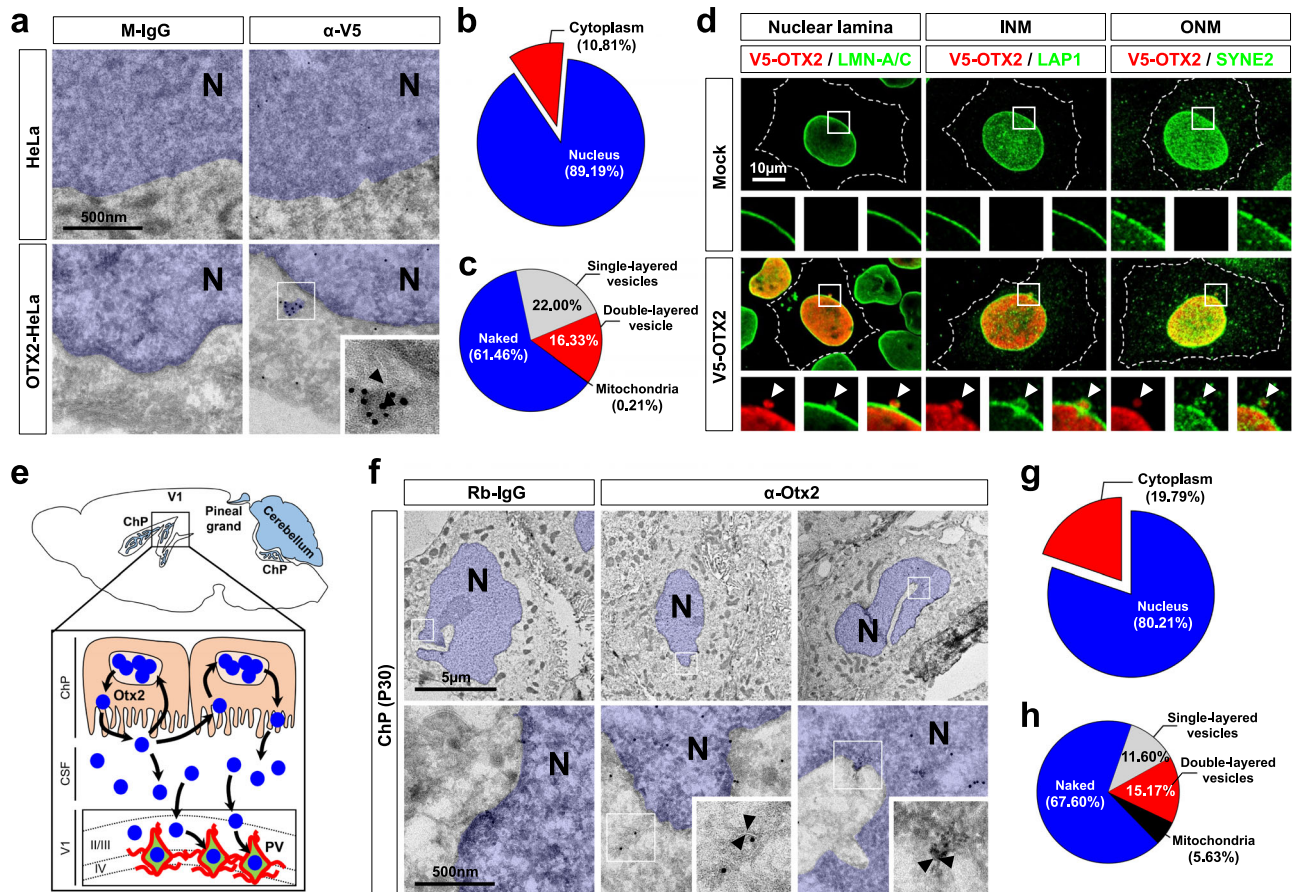 a
M-IgG
α-V5
HeLa
N
N
500nm
OTX2-HeLa
N
N
b
Cytoplasm
(10.81%)
Nucleus
(89.19%)
c
Single-layered
vesicles
22.00%
Double-layered
vesicle
16.33%
Naked
(61.46%)
Mitochondria
(0.21%)
d
Nuclear lamina
INM
ONM
V5-OTX2 / LMN-A/C
V5-OTX2 / LAP1
V5-OTX2 / SYNE2
Mock
10μm
V5-OTX2
e
V1
ChP
Pineal
grand
Cerebellum
ChP
ChP
Otx2
CSF
V1
II/III
IV
PV
f
Rb-IgG
α-Otx2
ChP (P30)
N
N
N
5μm
N
N
N
500nm
g
Cytoplasm
(19.79%)
Nucleus
(80.21%)
h
Single-layered
vesicles
11.60%
Double-layered
vesicles
15.17%
Naked
(67.60%)
Mitochondria
(5.63%)